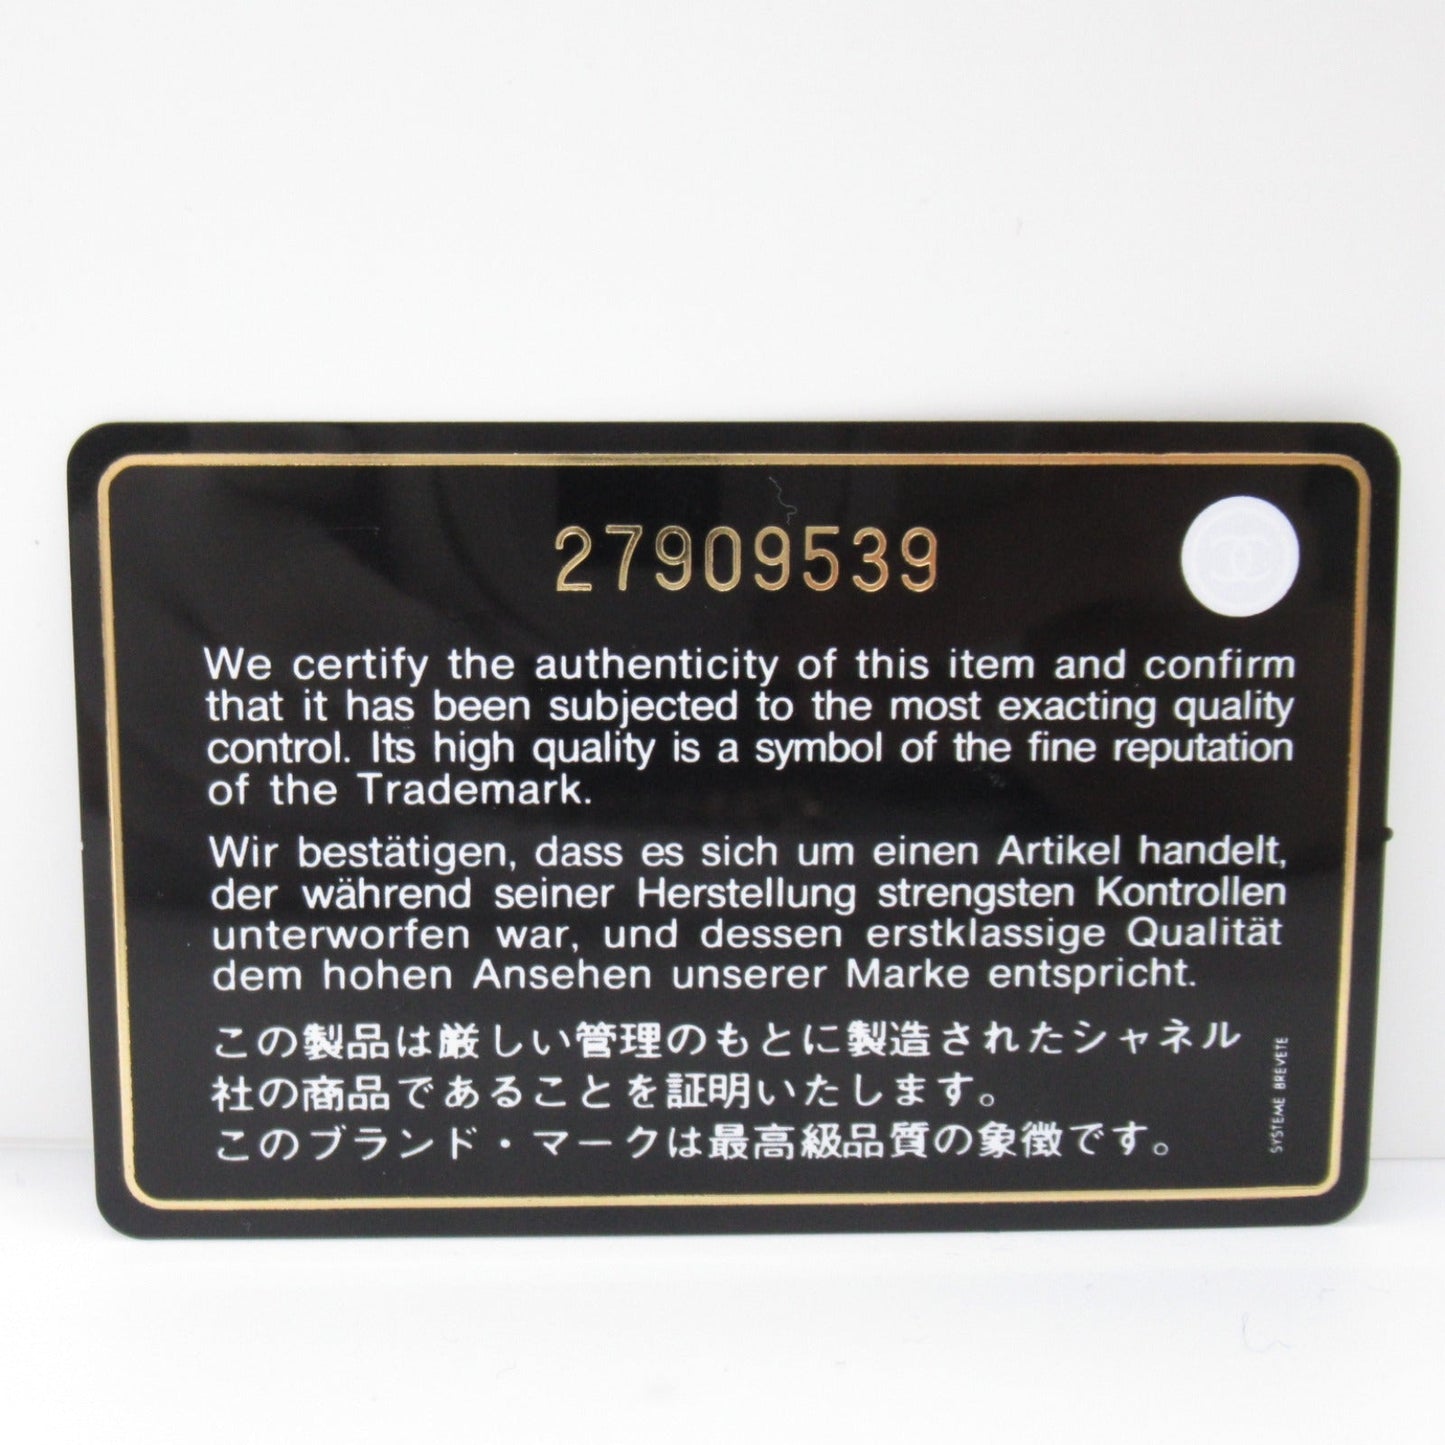 27909539
We certify the authenticity of this item and confirm
that it has been subjected to the most exacting quality
control. Its high quality is a symbol of the fine reputation
of the Trademark.
Wir bestätigen, dass es sich um einen Artikel handelt,
der während seiner Herstellung strengsten Kontrollen
unterworfen war, und dessen erstklassige Qualität
dem hohen Ansehen unserer Marke entspricht.
この製品は厳しい管理のもとに製造されたシャネル
社の商品であることを証明いたします。
このブランド・マークは最高級品質の象徴です。
SYSTEME BREVETE